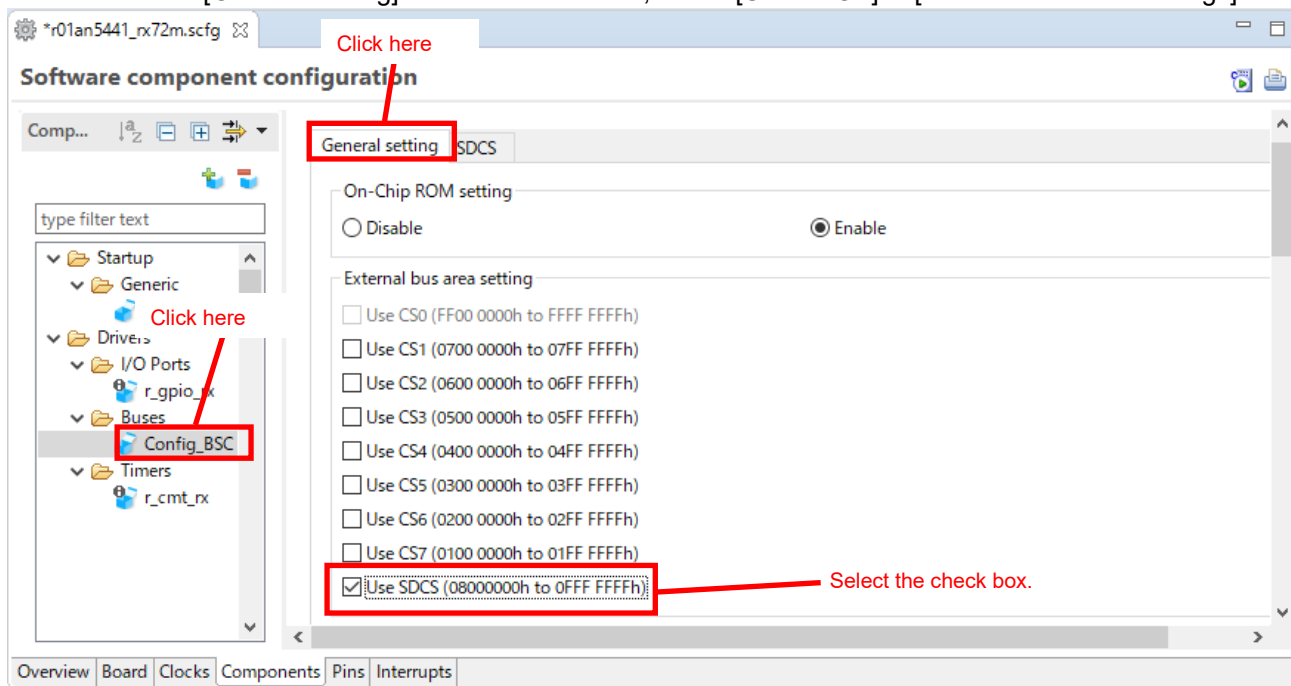 *r01an5441_rx72m.scfg
Click here
Software component configuration
Comp...
General setting SDCS
On-Chip ROM setting
type filter text
Disable Enable
Startup
External bus area setting
Generic
Use CS0 (FF00 0000h to FFFF FFFFh)
Click here
Drivers
Use CS1 (0700 0000h to 07FF FFFFh)
I/O Ports
Use CS2 (0600 0000h to 06FF FFFFh)
r_gpio_rx
Use CS3 (0500 0000h to 05FF FFFFh)
Buses
Config_BSC
Use CS4 (0400 0000h to 04FF FFFFh)
Timers
Use CS5 (0300 0000h to 03FF FFFFh)
r_cmt_rx
Use CS6 (0200 0000h to 02FF FFFFh)
Use CS7 (0100 0000h to 01FF FFFFh)
Use SDCS (08000000h to 0FFF FFFFh)
Select the check box.
Overview Board Clocks Components Pins Interrupts